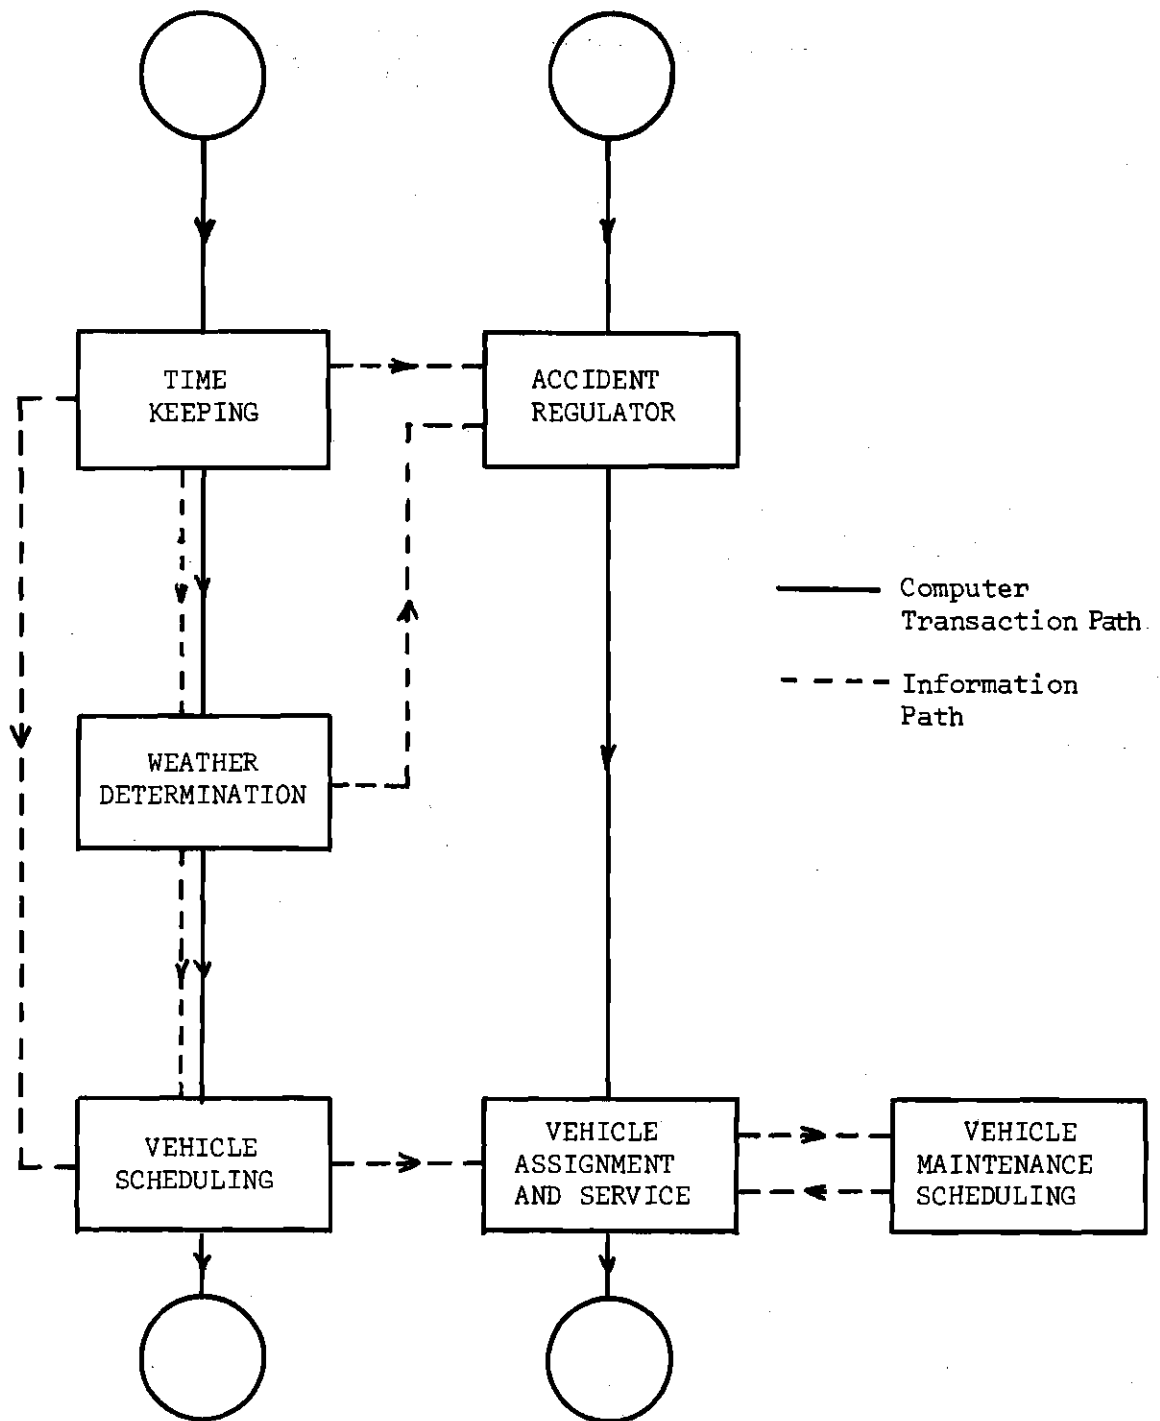 TIME
KEEPING
ACCIDENT
REGULATOR
Computer
Transaction Path
Information
Path
WEATHER
DETERMINATION
VEHICLE
SCHEDULING
VEHICLE
ASSIGNMENT
AND SERVICE
VEHICLE
MAINTENANCE
SCHEDULING